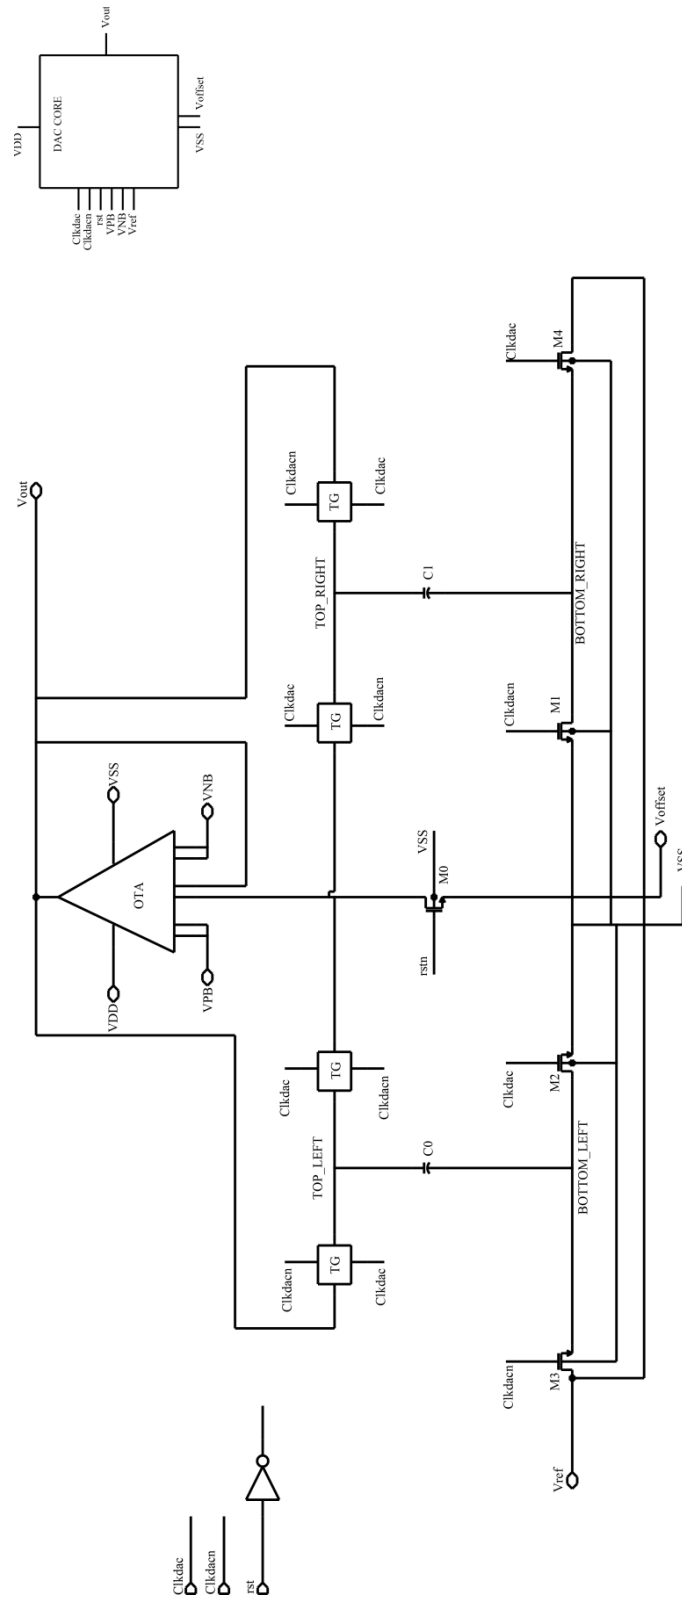 Vout
VDD
DAC CORE
Vout
Clkdac
Clkdacn
rst
VPB
VNB
Vref
VSS
Voffset
VDD
VSS
OTA
VPB
VNB
Clkdac
Clkdacn
rst
Clkdacn
Clkdac
Clkdac
Clkdacn
TOP_LEFT
TOP_RIGHT
TG
TG
TG
TG
Clkdac
Clkdacn
Clkdacn
Clkdac
C0
rstn
VSS
C1
M0
Clkdacn
Clkdac
Clkdacn
Clkdac
M3
M2
M1
M4
Vref
BOTTOM_LEFT
BOTTOM_RIGHT
Voffset
VSS